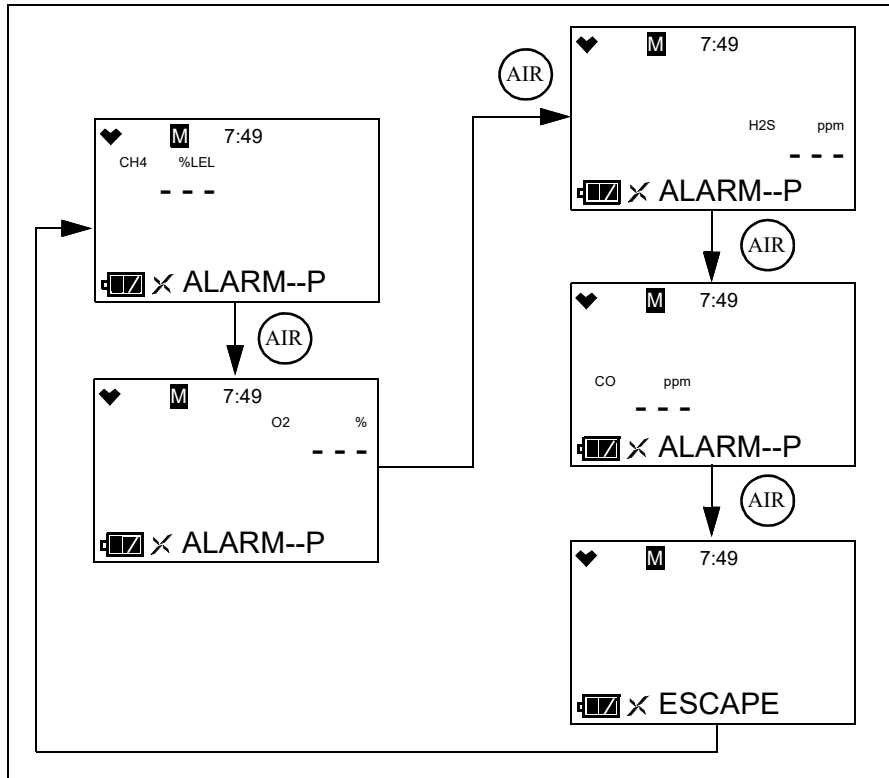 M 7:49
CH4 %LEL
- - -
ALARM--P
AIR
M 7:49
O2 %
- - -
ALARM--P
AIR
M 7:49
H2S ppm
- - -
ALARM--P
AIR
M 7:49
CO ppm
- - -
ALARM--P
AIR
M 7:49
ESCAPE